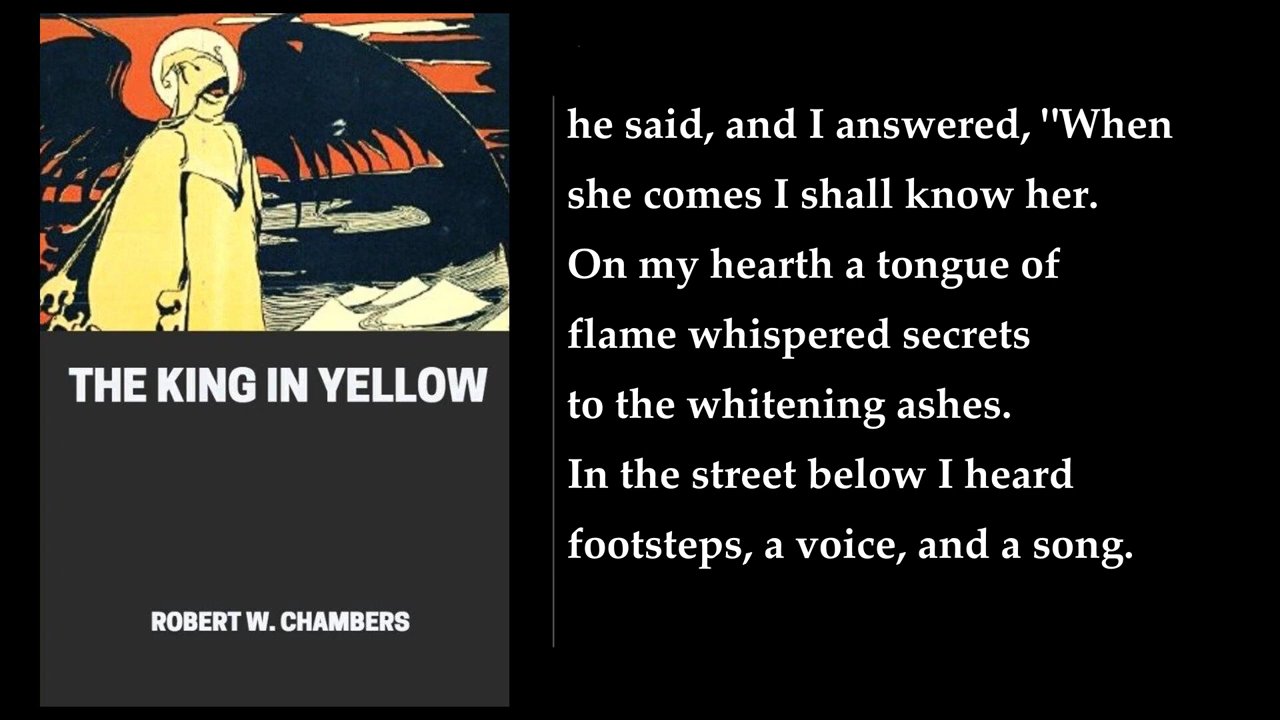 THE KING IN YELLOW
ROBERT W. CHAMBERS
he said, and I answered, "When
she comes I shall know her.
On my hearth a tongue of
flame whispered secrets
to the whitening ashes.
In the street below I heard
footsteps, a voice, and a song.